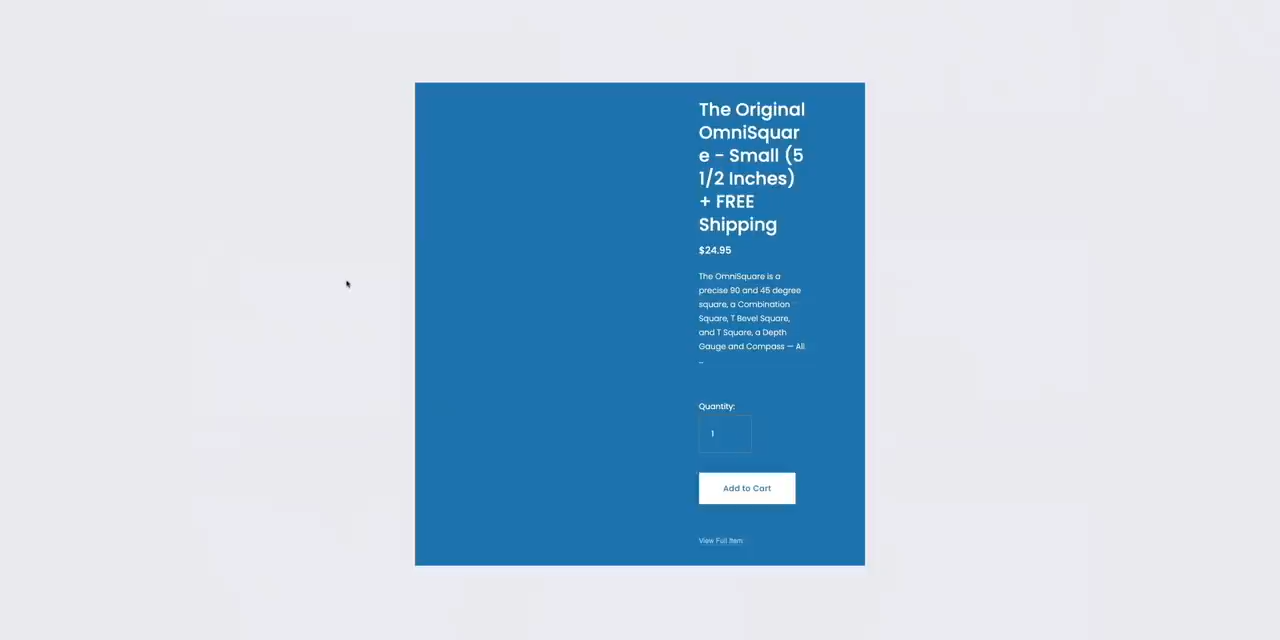 The Original
OmniSquar
e - Small (5
1/2 Inches)
+ FREE
Shipping
$24.95
The OmniSquare is a
precise 90 and 45 degree
square, a Combination
Square, T Bevel Square,
and T Square, a Depth
Gauge and Compass — All
...
Quantity:
1
Add to Cart
View Full Item